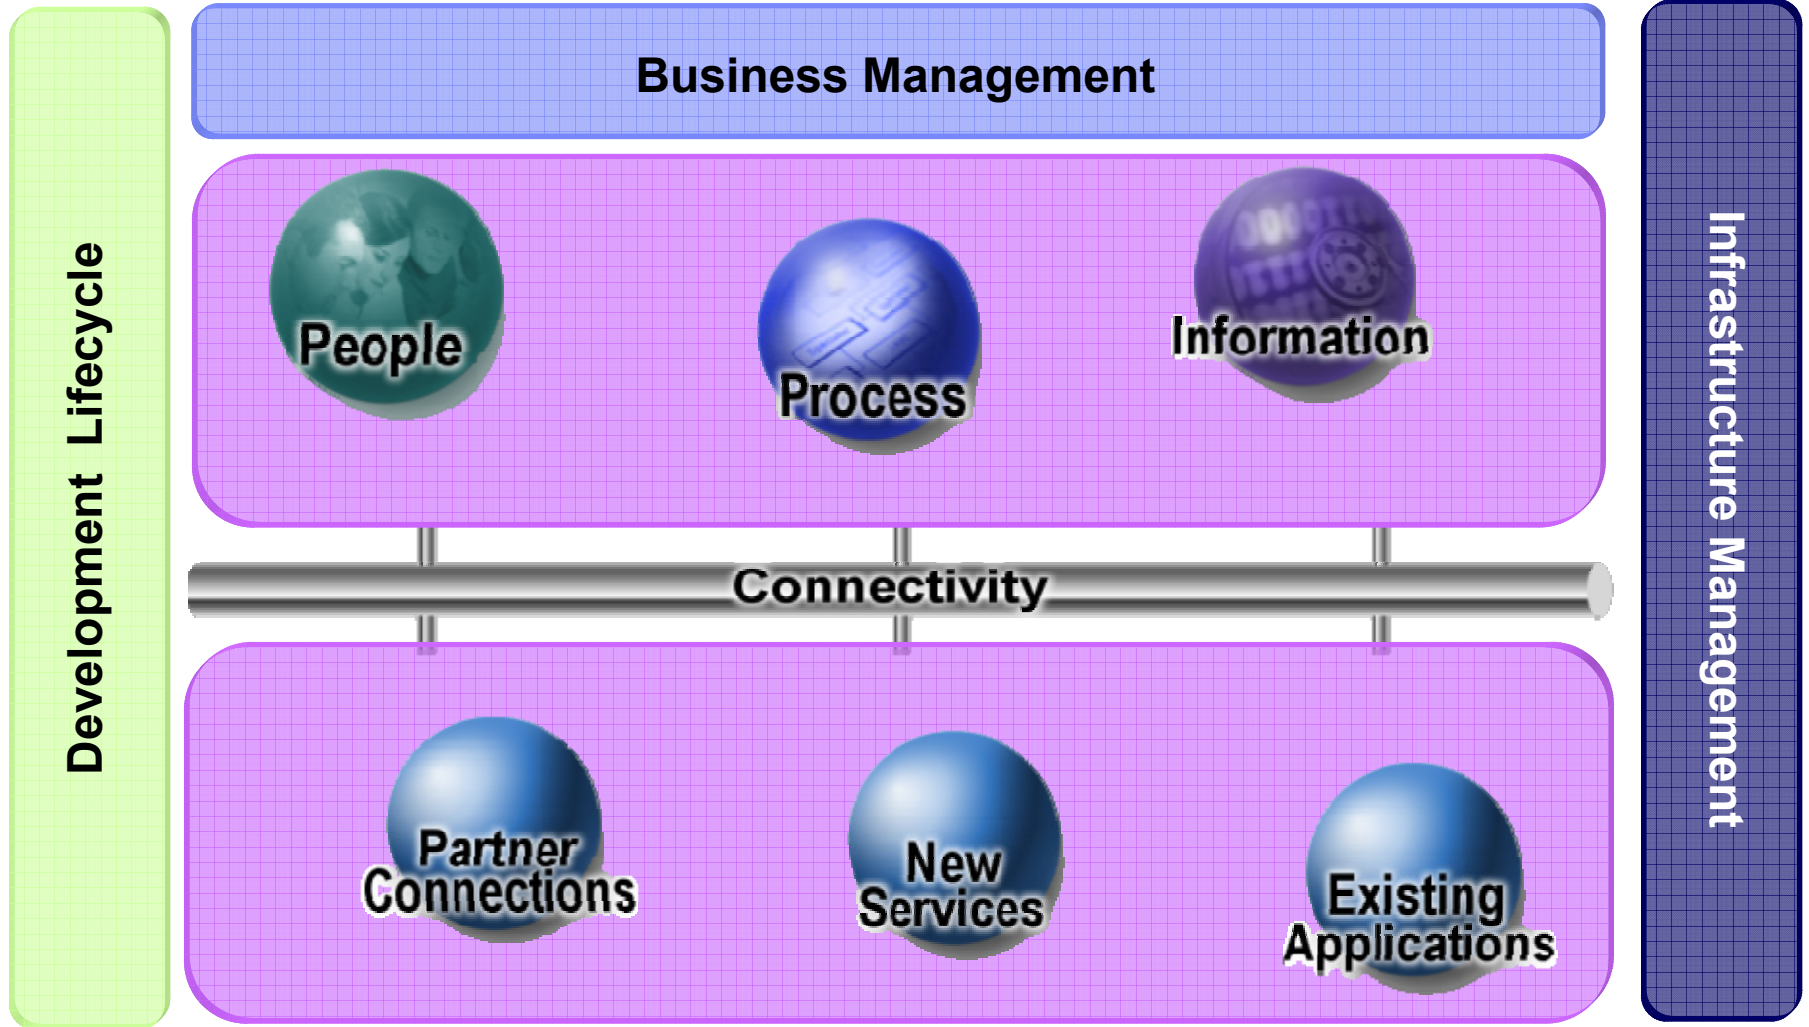 Business Management
Development Lifecycle
People
Process
Information
Connectivity
Partner
Connections
New
Services
Existing
Applications
Infrastructure Management